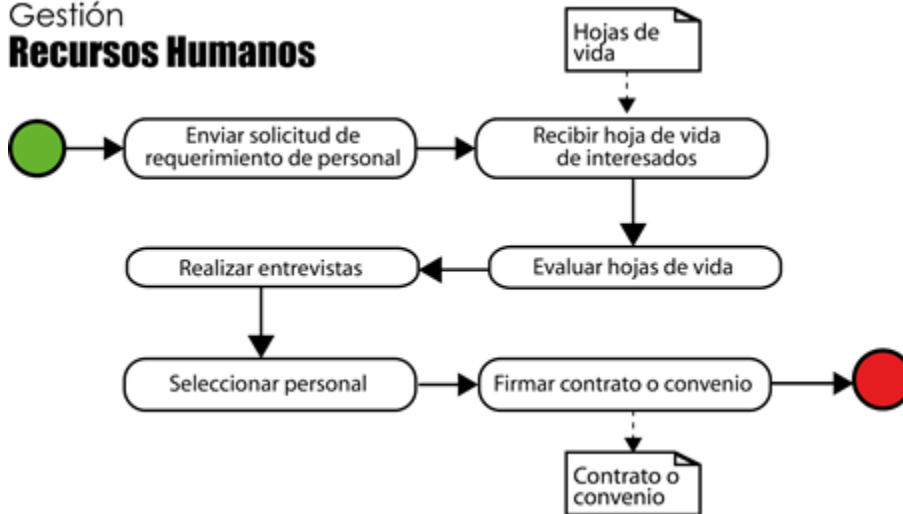 Gestión
Recursos Humanos
Hojas de
vida
Enviar solicitud de
requerimiento de personal
Recibir hoja de vida
de interesados
Evaluar hojas de vida
Realizar entrevistas
Seleccionar personal
Firmar contrato o convenio
Contrato o
convenio